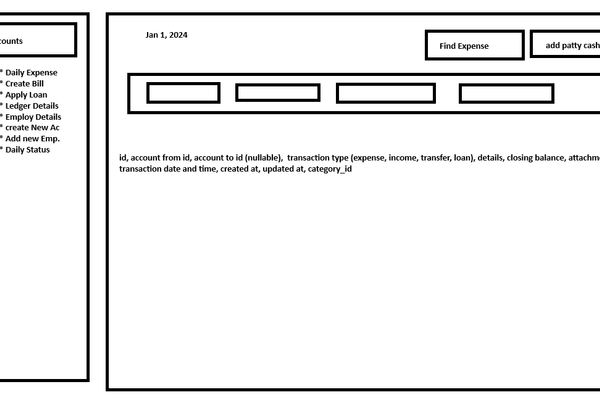 counts
* Daily Expense
* Create Bill
* Apply Loan
* Ledger Details
* Employ Details
* create New Ac
* Add new Emp.
* Daily Status
Jan 1, 2024
Find Expense
add patty cash
id, account from id, account to id (nullable),  transaction type (expense, income, transfer, loan), details, closing balance, attachme
transaction date and time, created at, updated at, category_id